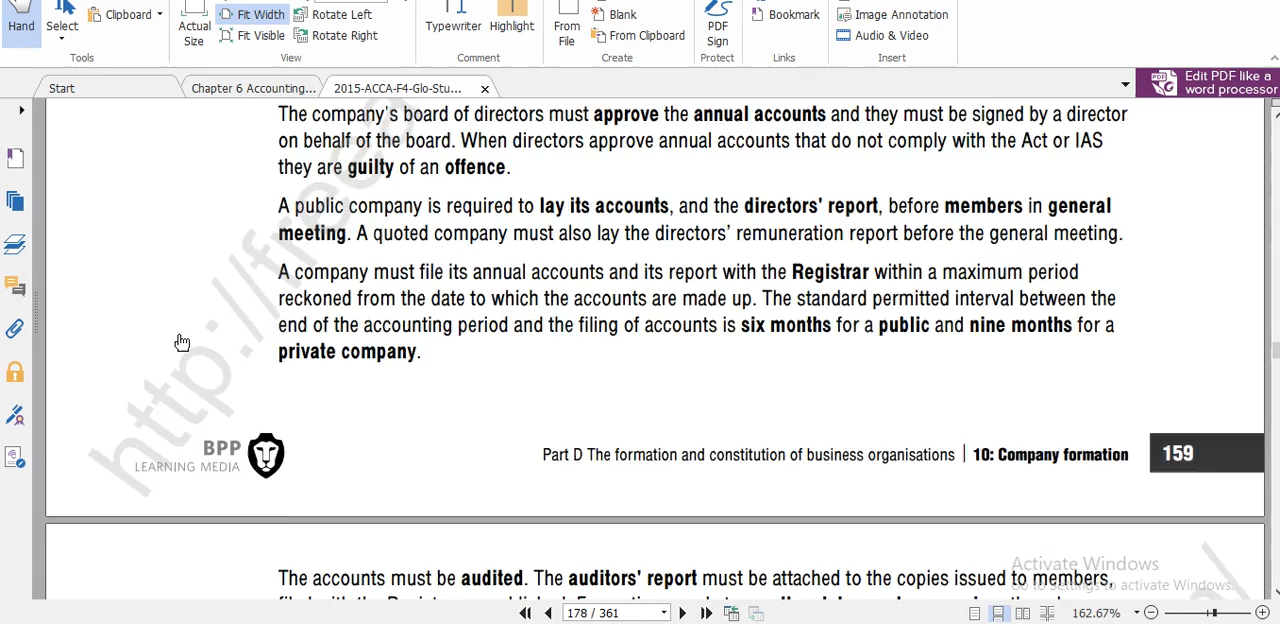 Hand
Select
Clipboard
Tools
Actual Size
Fit Width
Fit Visible
Rotate Left
Rotate Right
View
Typewriter
Highlight
Comment
From File
Blank
From Clipboard
Create
PDF Sign
Protect
Bookmark
Links
Image Annotation
Audio & Video
Insert
Start
Chapter 6 Accounting...
2015-ACCA-F4-Glo-Stu...
Edit PDF like a
word processor
The company's board of directors must approve the annual accounts and they must be signed by a director
on behalf of the board. When directors approve annual accounts that do not comply with the Act or IAS
they are guilty of an offence.
A public company is required to lay its accounts, and the directors' report, before members in general
meeting. A quoted company must also lay the directors' remuneration report before the general meeting.
A company must file its annual accounts and its report with the Registrar within a maximum period
reckoned from the date to which the accounts are made up. The standard permitted interval between the
end of the accounting period and the filing of accounts is six months for a public and nine months for a
private company.
http://freea
BPP
LEARNING MEDIA
Part D The formation and constitution of business organisations | 10: Company formation
159
The accounts must be audited. The auditors' report must be attached to the copies issued to members,
Activate Windows
Go to Settings to activate Windows.
178 / 361
162.67%